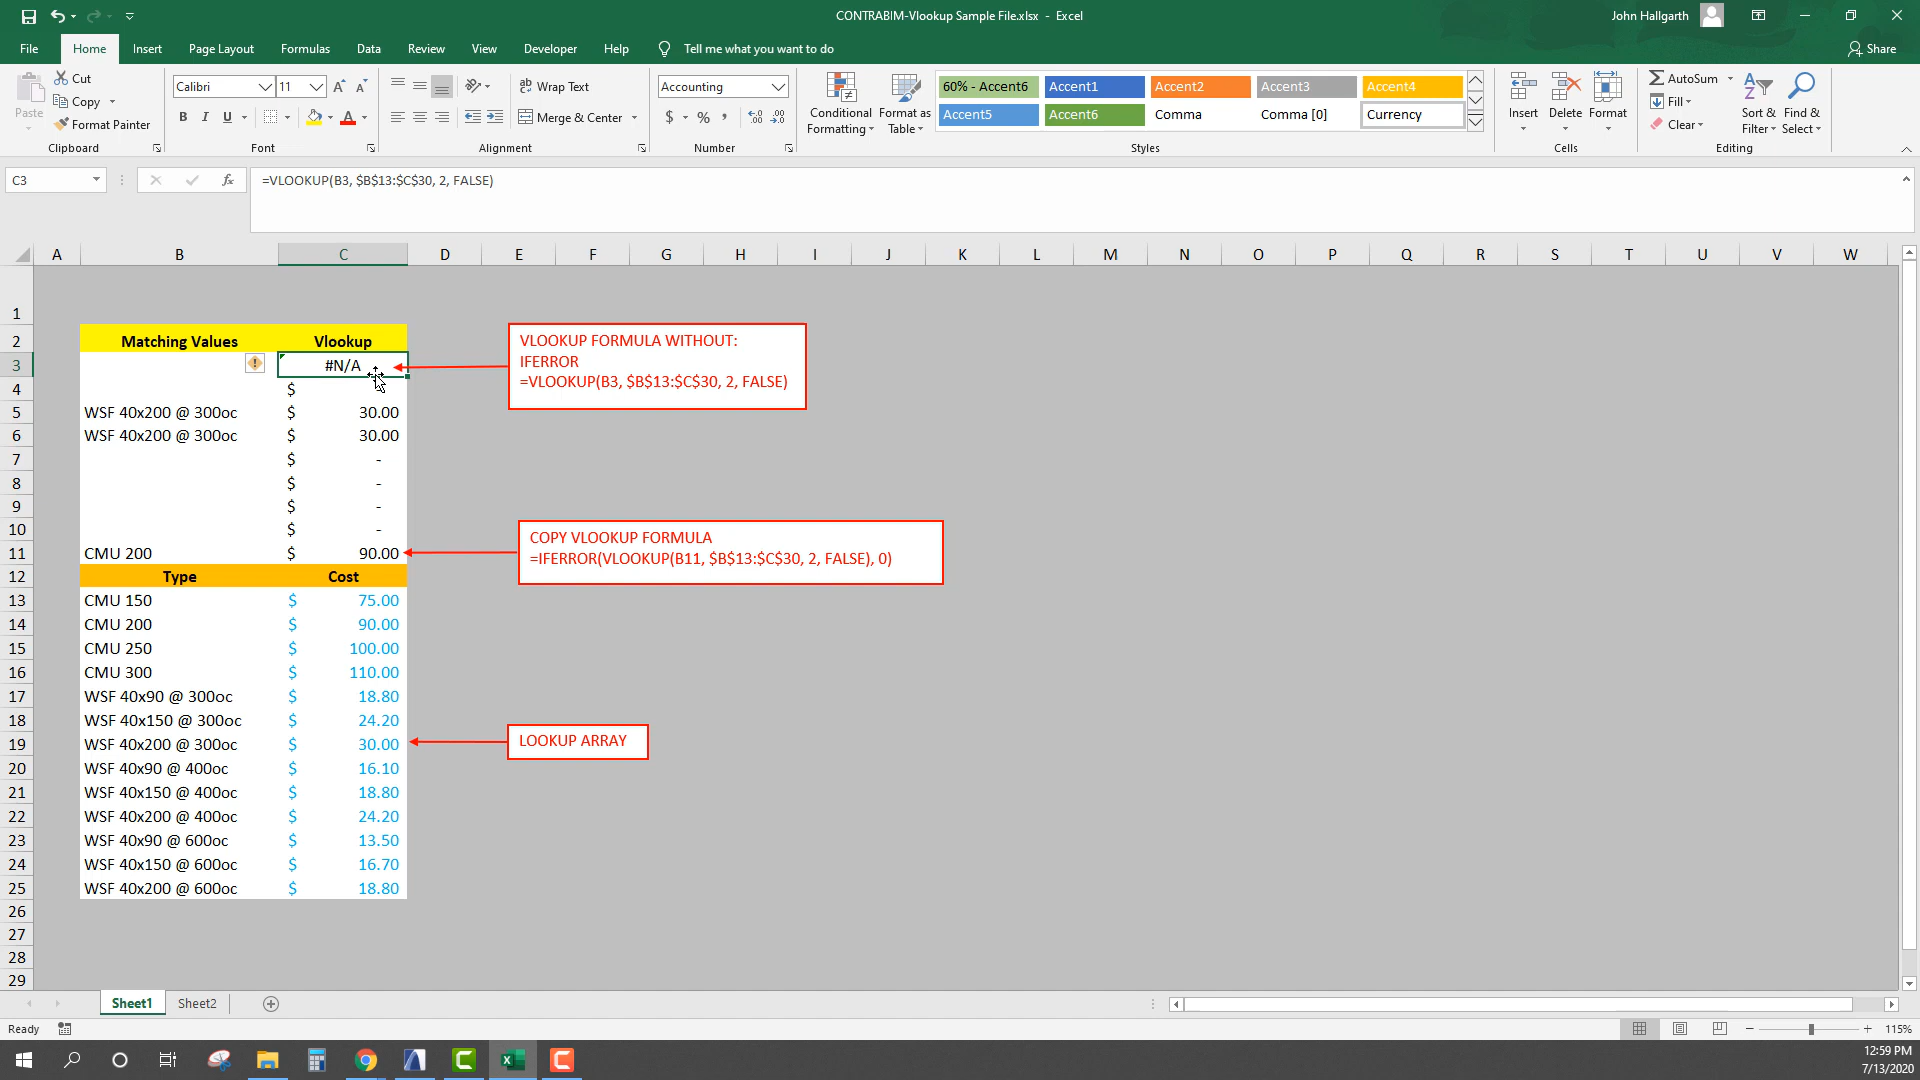 CONTRABIM-Vlookup Sample File.xlsx - Excel
John Hallgarth
File Home Insert Page Layout Formulas Data Review View Developer Help Tell me what you want to do Share
Paste
Cut
Copy
Format Painter
Clipboard
Calibri 11
B I U
Font
Wrap Text
Merge & Center
Alignment
Accounting
$ % ,
Number
Conditional Formatting
Format as Table
60% - Accent6 Accent1 Accent2 Accent3 Accent4
Accent5 Accent6 Comma Comma [0] Currency
Styles
Insert Delete Format
Cells
AutoSum
Fill
Clear
Sort & Filter
Find & Select
Editing
C3 fx =VLOOKUP(B3, $B$13:$C$30, 2, FALSE)
A B C D E F G H I J K L M N O P Q R S T U V W
1
2 Matching Values Vlookup
3 #N/A
4 $
5 WSF 40x200 @ 300oc $ 30.00
6 WSF 40x200 @ 300oc $ 30.00
7 $ -
8 $ -
9 $ -
10 $ -
11 CMU 200 $ 90.00
12 Type Cost
13 CMU 150 $ 75.00
14 CMU 200 $ 90.00
15 CMU 250 $ 100.00
16 CMU 300 $ 110.00
17 WSF 40x90 @ 300oc $ 18.80
18 WSF 40x150 @ 300oc $ 24.20
19 WSF 40x200 @ 300oc $ 30.00
20 WSF 40x90 @ 400oc $ 16.10
21 WSF 40x150 @ 400oc $ 18.80
22 WSF 40x200 @ 400oc $ 24.20
23 WSF 40x90 @ 600oc $ 13.50
24 WSF 40x150 @ 600oc $ 16.70
25 WSF 40x200 @ 600oc $ 18.80
26
27
28
29
VLOOKUP FORMULA WITHOUT:
IFERROR
=VLOOKUP(B3, $B$13:$C$30, 2, FALSE)
COPY VLOOKUP FORMULA
=IFERROR(VLOOKUP(B11, $B$13:$C$30, 2, FALSE), 0)
LOOKUP ARRAY
Sheet1 Sheet2
Ready
115%
12:59 PM
7/13/2020